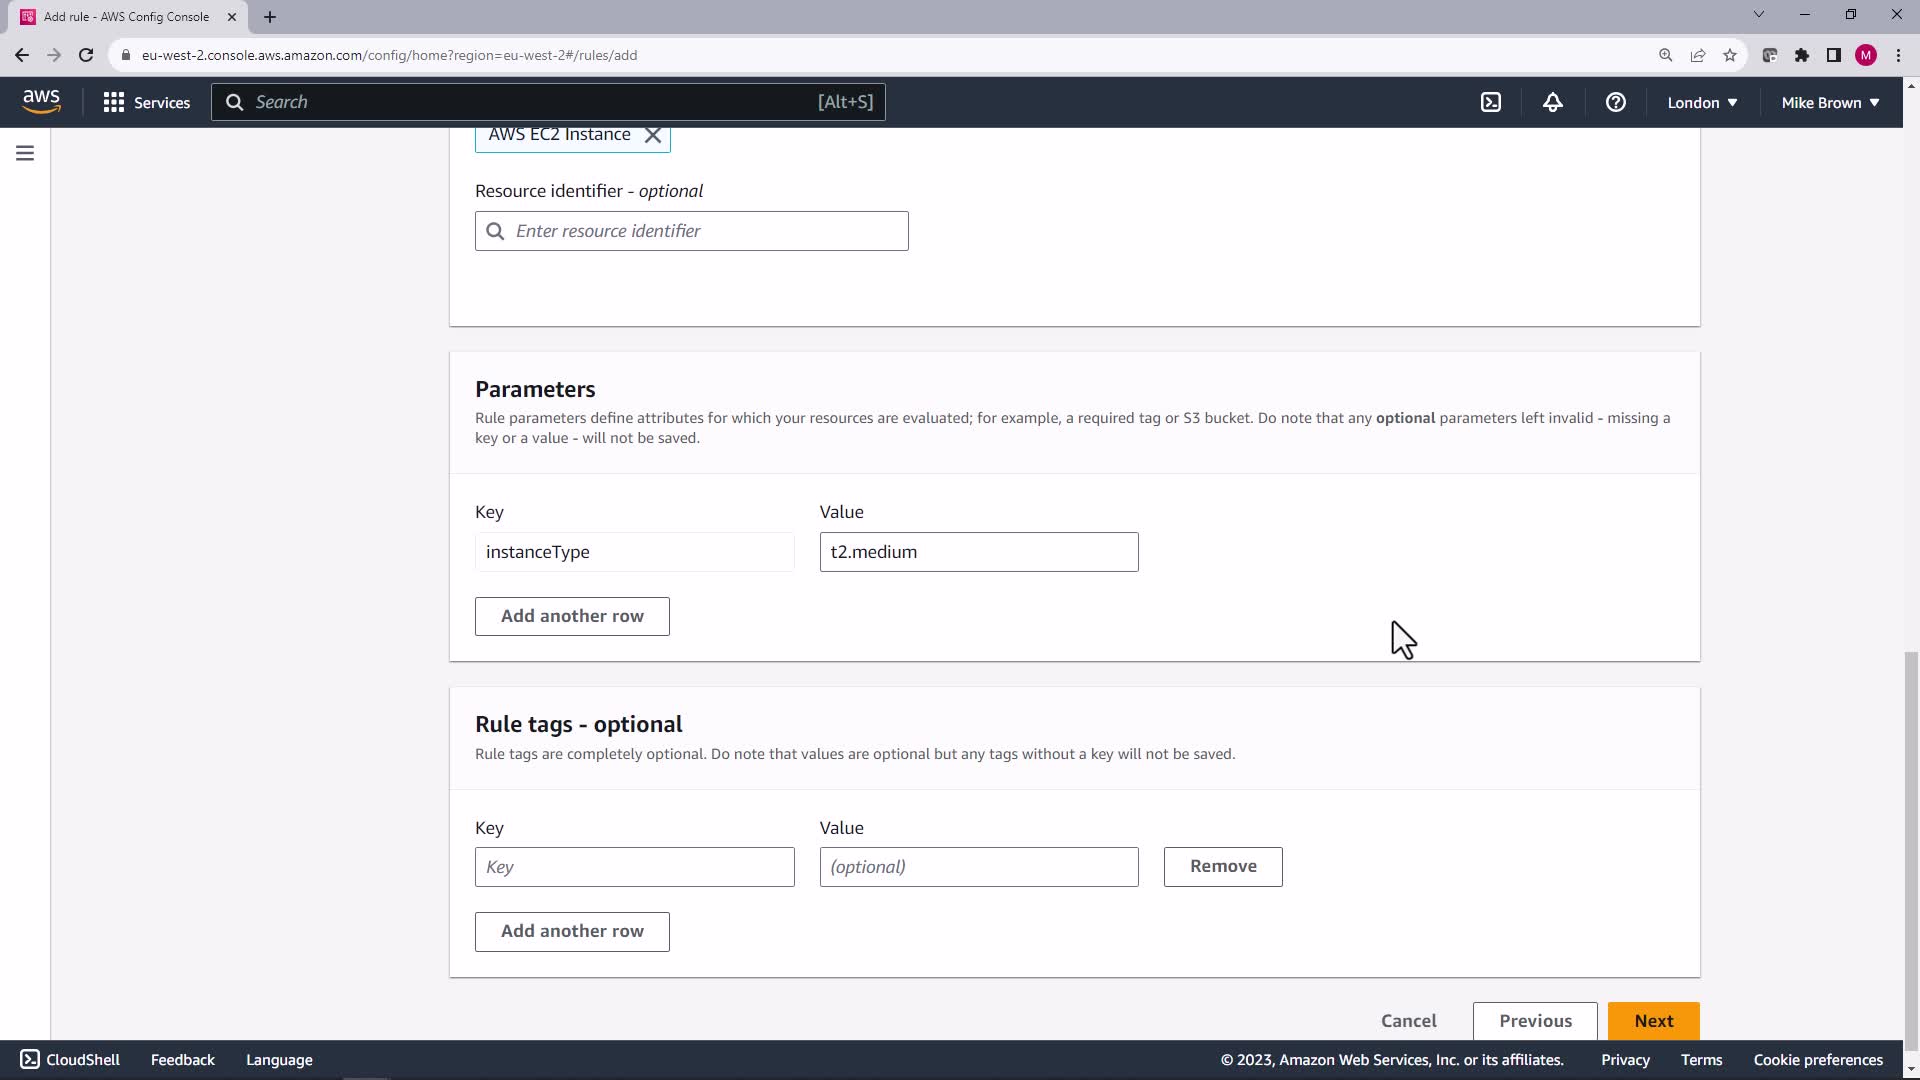 Add rule - AWS Config Console
eu-west-2.console.aws.amazon.com/config/home?region=eu-west-2#/rules/add
M
aws
Services
Search
[Alt+S]
London
Mike Brown
AWS EC2 Instance
Resource identifier - optional
Enter resource identifier
Parameters
Rule parameters define attributes for which your resources are evaluated; for example, a required tag or S3 bucket. Do note that any optional parameters left invalid - missing a
key or a value - will not be saved.
Key Value
instanceType t2.medium
Add another row
Rule tags - optional
Rule tags are completely optional. Do note that values are optional but any tags without a key will not be saved.
Key Value
Key (optional) Remove
Add another row
Cancel Previous Next
CloudShell Feedback Language © 2023, Amazon Web Services, Inc. or its affiliates. Privacy Terms Cookie preferences